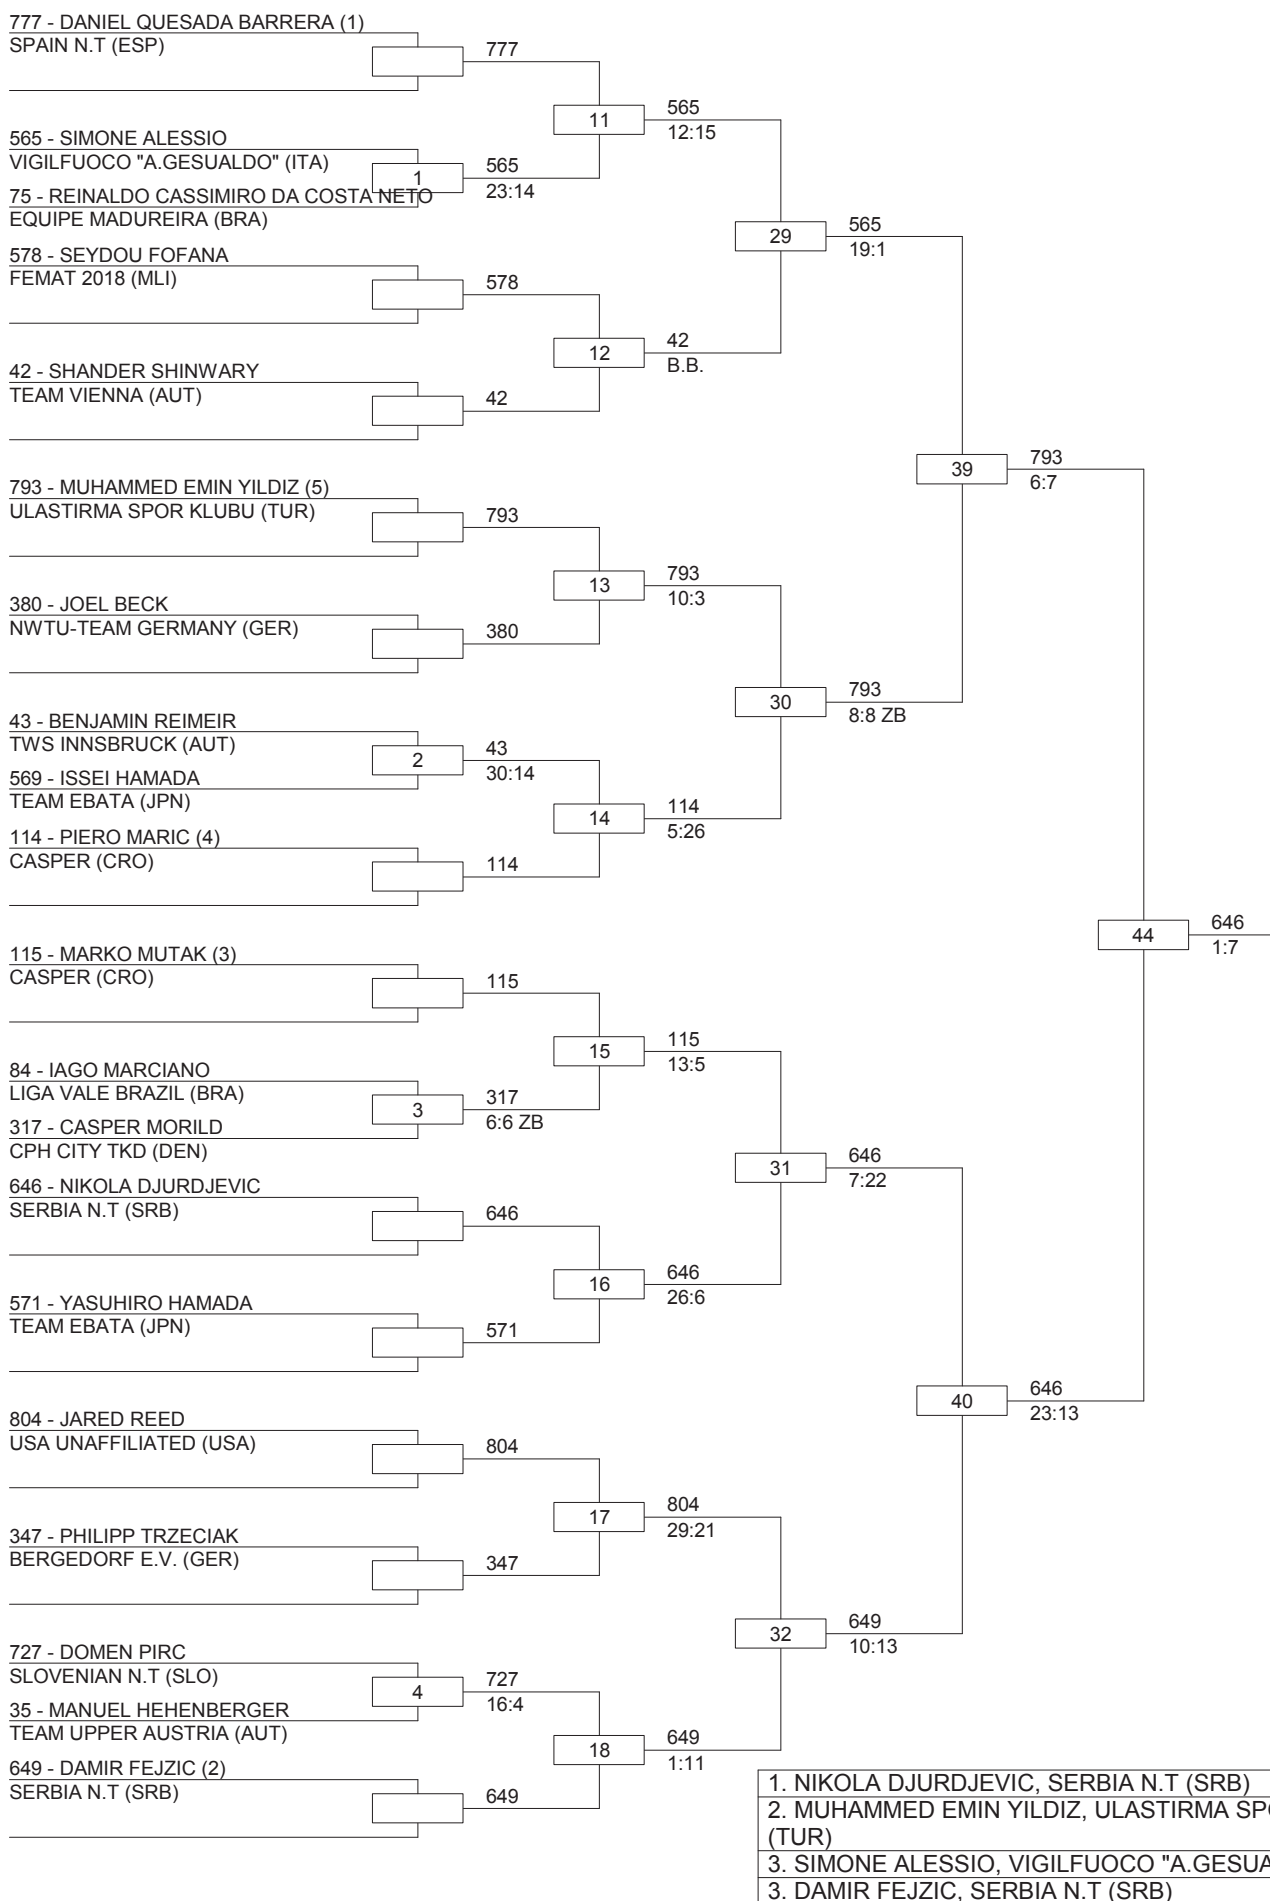 777 - DANIEL QUESADA BARRERA (1)
SPAIN N.T (ESP)
777
11
565
12:15
565 - SIMONE ALESSIO
VIGILFUOCO "A.GESUALDO" (ITA)
1
565
23:14
75 - REINALDO CASSIMIRO DA COSTA NETO
EQUIPE MADUREIRA (BRA)
29
565
19:1
578 - SEYDOU FOFANA
FEMAT 2018 (MLI)
578
12
42
B.B.
42 - SHANDER SHINWARY
TEAM VIENNA (AUT)
42
39
793
6:7
793 - MUHAMMED EMIN YILDIZ (5)
ULASTIRMA SPOR KLUBU (TUR)
793
13
793
10:3
380 - JOEL BECK
NWTU-TEAM GERMANY (GER)
380
30
793
8:8 ZB
43 - BENJAMIN REIMEIR
TWS INNSBRUCK (AUT)
2
43
30:14
569 - ISSEI HAMADA
TEAM EBATA (JPN)
14
114
5:26
114 - PIERO MARIC (4)
CASPER (CRO)
114
44
646
1:7
115 - MARKO MUTAK (3)
CASPER (CRO)
115
15
115
13:5
84 - IAGO MARCIANO
LIGA VALE BRAZIL (BRA)
3
317
6:6 ZB
317 - CASPER MORILD
CPH CITY TKD (DEN)
31
646
7:22
646 - NIKOLA DJURDJEVIC
SERBIA N.T (SRB)
646
16
646
26:6
571 - YASUHIRO HAMADA
TEAM EBATA (JPN)
571
40
646
23:13
804 - JARED REED
USA UNAFFILIATED (USA)
804
17
804
29:21
347 - PHILIPP TRZECIAK
BERGEDORF E.V. (GER)
347
32
649
10:13
727 - DOMEN PIRC
SLOVENIAN N.T (SLO)
4
727
16:4
35 - MANUEL HEHENBERGER
TEAM UPPER AUSTRIA (AUT)
18
649
1:11
649 - DAMIR FEJZIC (2)
SERBIA N.T (SRB)
649
1. NIKOLA DJURDJEVIC, SERBIA N.T (SRB)
2. MUHAMMED EMIN YILDIZ, ULASTIRMA
(TUR)
3. SIMONE ALESSIO, VIGILFUOCO
3. DAMIR FEJZIC, SERBIA N.T (SRB)